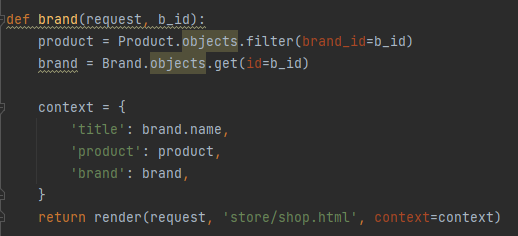 def brand(request, b_id):
    product = Product.objects.filter(brand_id=b_id)
    brand = Brand.objects.get(id=b_id)
    context = {
        'title': brand.name,
        'product': product,
        'brand': brand,
    }
    return render(request, 'store/shop.html', context=context)